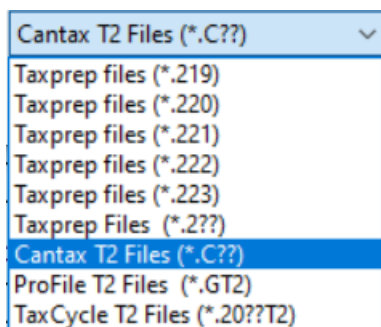 Cantax T2 Files (*.C??)
Taxprep files (*.219)
Taxprep files (*.220)
Taxprep files (*.221)
Taxprep files (*.222)
Taxprep files (*.223)
Taxprep Files  (*.2??)
Cantax T2 Files (*.C??)
ProFile T2 Files  (*.GT2)
TaxCycle T2 Files (*.20??T2)